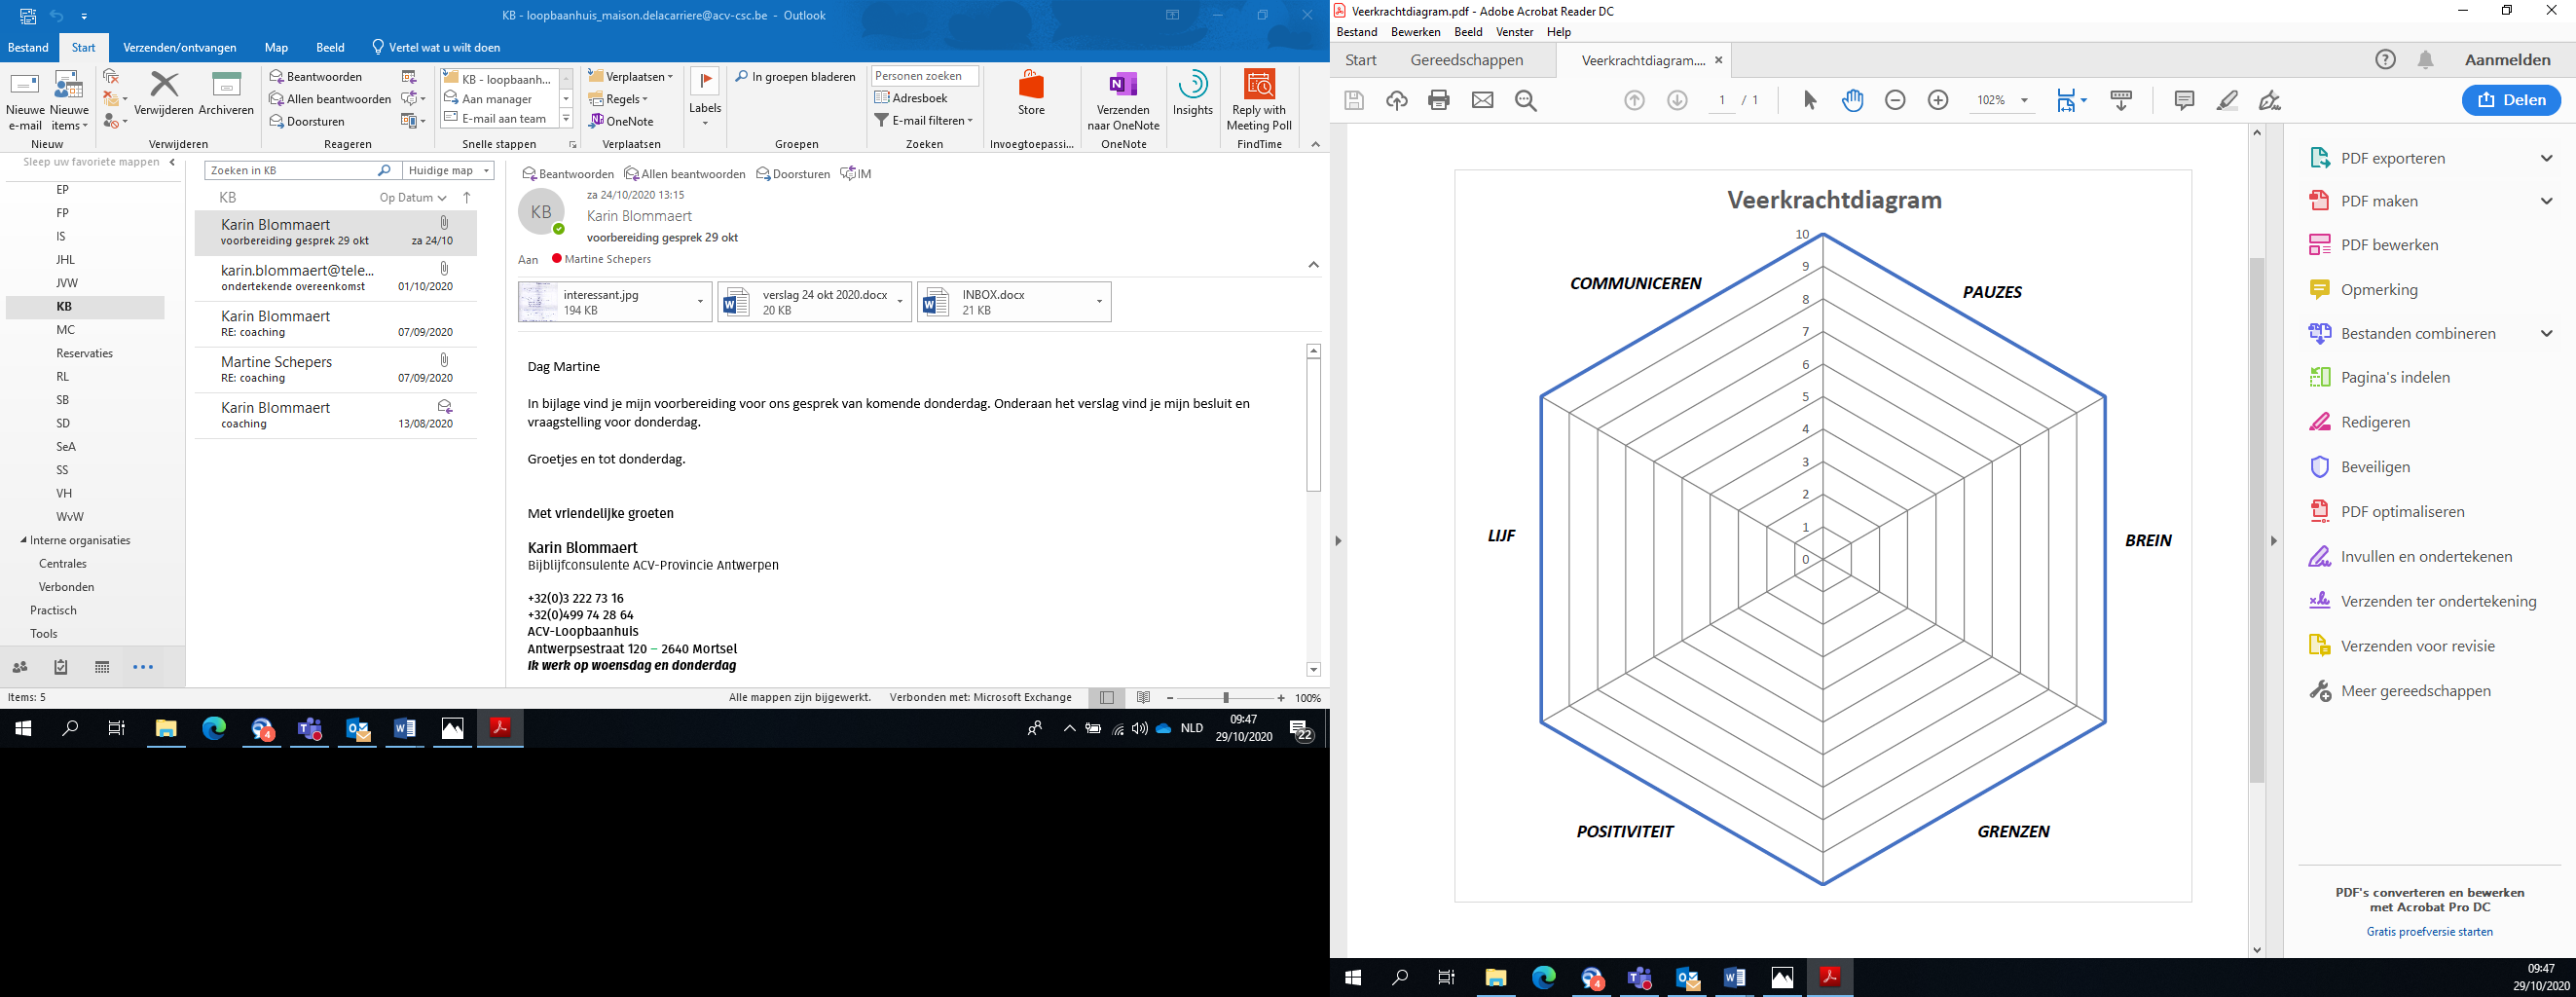 KB - loopbaanhuis_maison.delacarriere@acv-csc.be - Outlook
Bestand Start Verzenden/ontvangen Map Beeld Vertel wat u wilt doen
Nieuwe e-mail
Nieuwe items
Nieuw
Verwijderen
Archiveren
Verwijderen
Beantwoorden
Allen beantwoorden
Doorsturen
Reageren
KB - loopbaanh...
Aan manager
E-mail aan team
Snelle stappen
Verplaatsen
Regels
OneNote
Verplaatsen
Labels
In groepen bladeren
Groepen
Personen zoeken
Adresboek
E-mail filteren
Zoeken
Store
Invoegtoepassi...
Verzenden
naar OneNote
OneNote
Insights
Reply with
Meeting Poll
FindTime
Sleep uw favoriete mappen
EP
FP
IS
JHL
JVW
KB
MC
Reservaties
RL
SB
SD
SeA
SS
VH
WvW
Interne organisaties
Centrales
Verbonden
Practisch
Tools
Zoeken in KB Huidige map
KB Op Datum
Karin Blommaert
voorbereiding gesprek 29 okt za 24/10
karin.blommaert@tele...
ondertekende overeenkomst 01/10/2020
Karin Blommaert
RE: coaching 07/09/2020
Martine Schepers
RE: coaching 07/09/2020
Karin Blommaert
coaching 13/08/2020
Beantwoorden Allen beantwoorden Doorsturen IM
KB
za 24/10/2020 13:15
Karin Blommaert
voorbereiding gesprek 29 okt
Aan Martine Schepers
interessant.jpg
194 KB
verslag 24 okt 2020.docx
20 KB
INBOX.docx
21 KB
Dag Martine
In bijlage vind je mijn voorbereiding voor ons gesprek van komende donderdag. Onderaan het verslag vind je mijn besluit en
vraagstelling voor donderdag.
Groetjes en tot donderdag.
Met vriendelijke groeten
Karin Blommaert
Bijblijfconsulente ACV-Provincie Antwerpen
+32(0)3 222 73 16
+32(0)499 74 28 64
ACV-Loopbaanhuis
Antwerpsestraat 120 – 2640 Mortsel
Ik werk op woensdag en donderdag
Items: 5 Alle mappen zijn bijgewerkt. Verbonden met: Microsoft Exchange 100%
4
NLD
09:47
29/10/2020
22
Veerkrachtdiagram.pdf - Adobe Acrobat Reader DC
Bestand Bewerken Beeld Venster Help
Start Gereedschappen Veerkrachtdiagram.... Aanmelden
1 / 1 102% Delen
Veerkrachtdiagram
10
9
8
7
6
5
4
3
2
1
0
COMMUNICEREN
PAUZES
LIJF
BREIN
POSITIVITEIT
GRENZEN
PDF exporteren
PDF maken
PDF bewerken
Opmerking
Bestanden combineren
Pagina's indelen
Redigeren
Beveiligen
PDF optimaliseren
Invullen en ondertekenen
Verzenden ter ondertekening
Verzenden voor revisie
Meer gereedschappen
PDF's converteren en bewerken
met Acrobat Pro DC
Gratis proefversie starten
4
09:47
29/10/2020